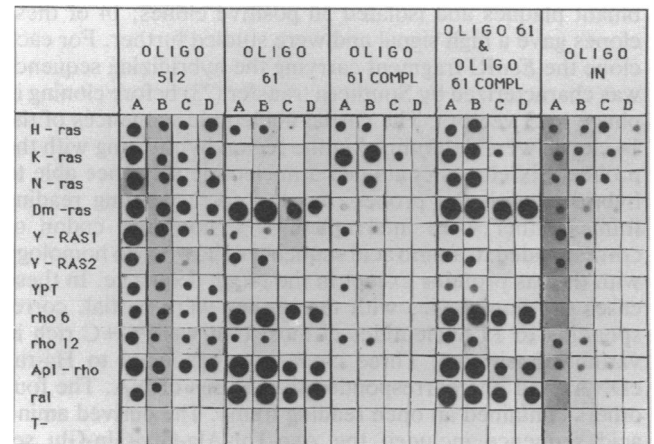 OLIGO 61
OLIGO OLIGO OLIGO & OLIGO
OLIGO
512 61 61 COMPL 61 COMPL IN
A B C D A B C D A B C D A B C D A B C D
H-ras
K-ras
N-ras
Dm-ras
Y-RAS1
Y-RAS2
YPT
rho 6
rho 12
Apl-rho
ral
T-